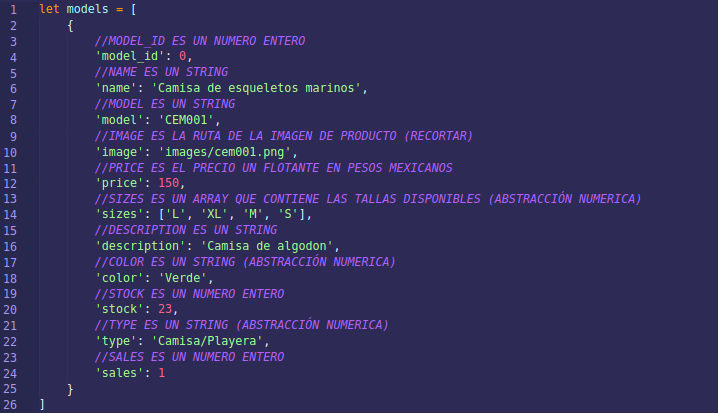 1 let models = [
2 {
3 //MODEL_ID ES UN NUMERO ENTERO
4 'model_id': 0,
5 //NAME ES UN STRING
6 'name': 'Camisa de esqueletos marinos',
7 //MODEL ES UN STRING
8 'model': 'CEM001',
9 //IMAGE ES LA RUTA DE LA IMAGEN DE PRODUCTO (RECORTAR)
10 'image': 'images/cem001.png',
11 //PRICE ES EL PRECIO UN FLOTANTE EN PESOS MEXICANOS
12 'price': 150,
13 //SIZES ES UN ARRAY QUE CONTIENE LAS TALLAS DISPONIBLES (ABSTRACCIÓN NUMERICA)
14 'sizes': ['L', 'XL', 'M', 'S'],
15 //DESCRIPTION ES UN STRING
16 'description': 'Camisa de algodon',
17 //COLOR ES UN STRING (ABSTRACCIÓN NUMERICA)
18 'color': 'Verde',
19 //STOCK ES UN NUMERO ENTERO
20 'stock': 23,
21 //TYPE ES UN STRING (ABSTRACCIÓN NUMERICA)
22 'type': 'Camisa/Playera',
23 //SALES ES UN NUMERO ENTERO
24 'sales': 1
25 }
26 ]